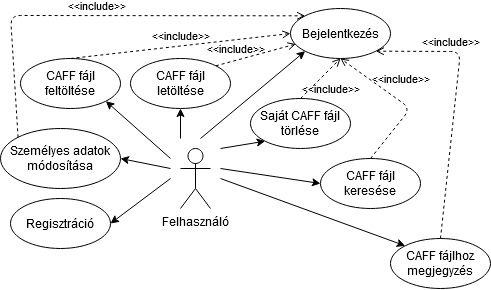 <<include>>
Bejelentkezés
<<include>>
<<include>>
<<include>>
CAFF fájl
feltöltése
CAFF fájl
letöltése
<<include>>
<<include>>
<<include>>
Saját CAFF fájl
törlése
Személyes adatok
módosítása
CAFF fájl
keresése
Regisztráció
Felhasználó
CAFF fájlhoz
megjegyzés